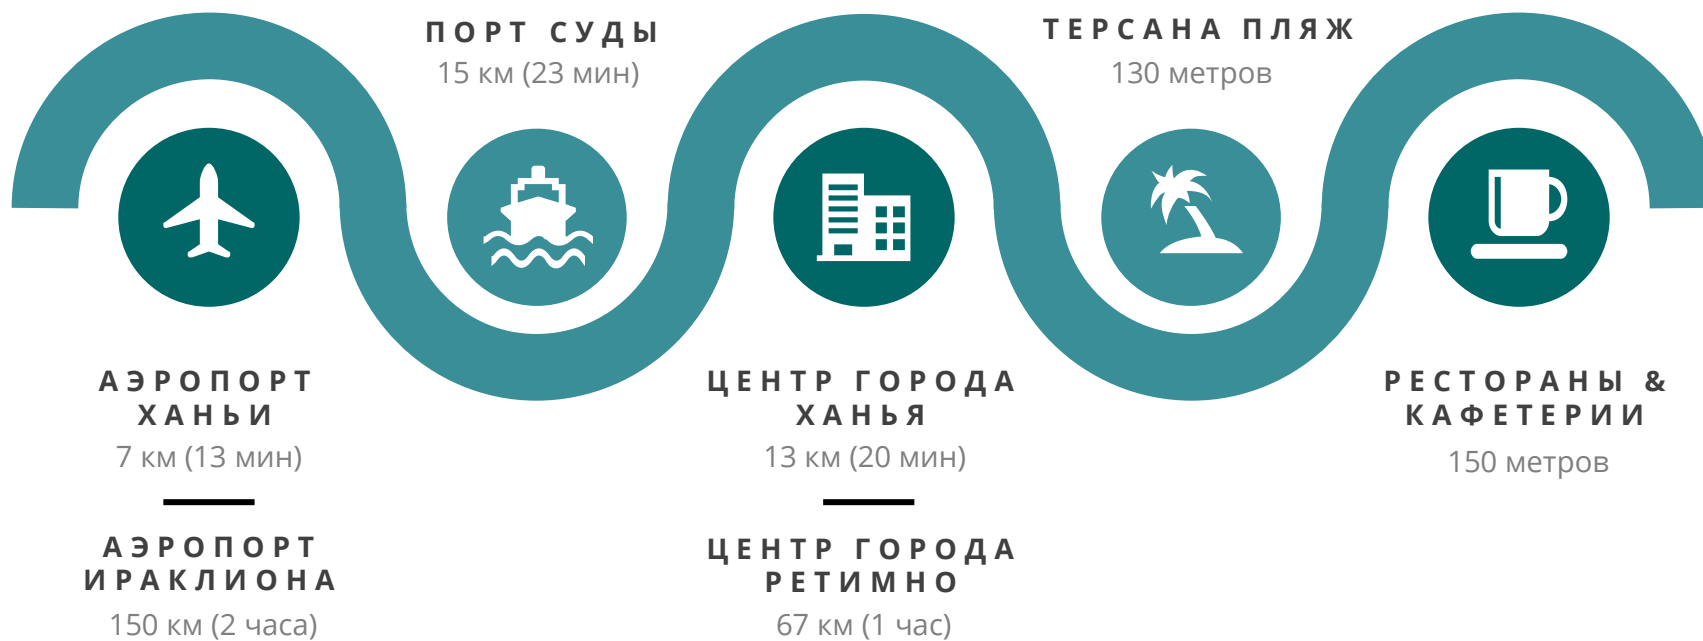 ПОРТ СУДЫ
15 км (23 мин)
ТЕРСАНА ПЛЯЖ
130 метров
АЭРОПОРТ
ХАНЬИ
7 км (13 мин)
АЭРОПОРТ
ИРАКЛИОНА
150 км (2 часа)
ЦЕНТР ГОРОДА
ХАНЬЯ
13 км (20 мин)
ЦЕНТР ГОРОДА
РЕТИМНО
67 км (1 час)
РЕСТОРАНЫ &
КАФЕТЕРИИ
150 метров